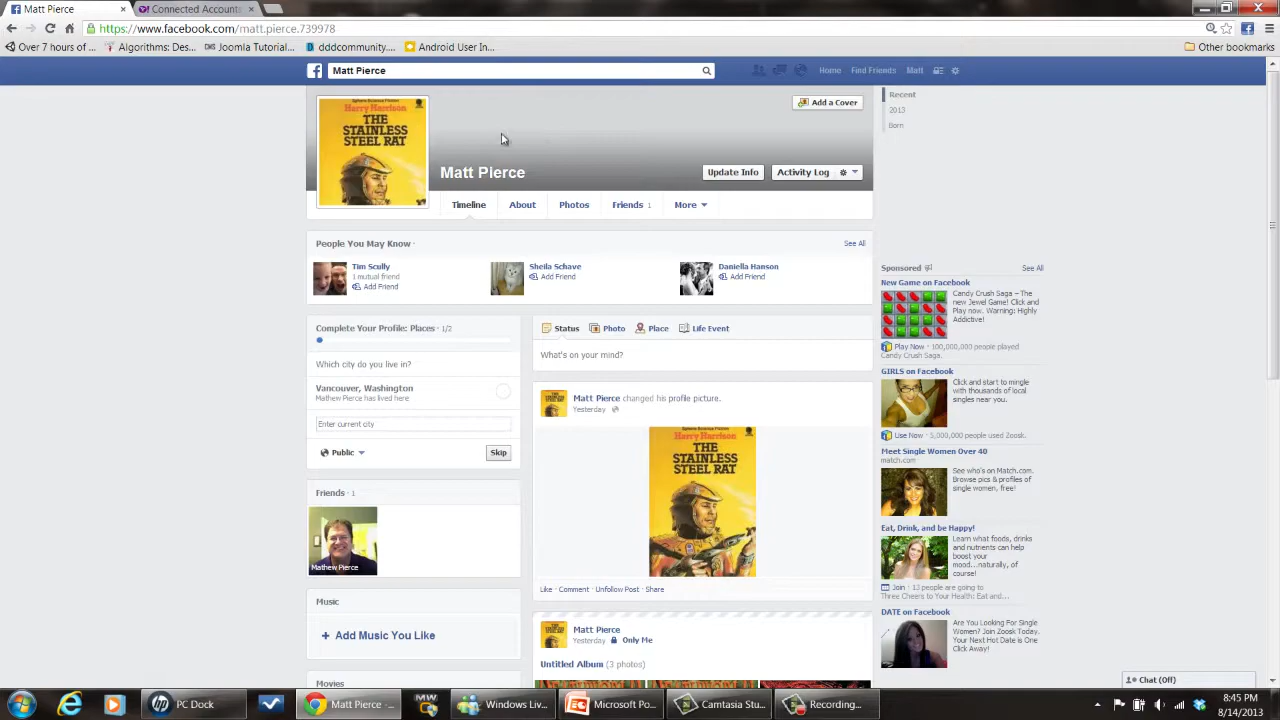 Matt Pierce
Connected Accounts
https://www.facebook.com/matt.pierce.739978
Over 7 hours of ...
Algorithms: Des...
Joomla Tutorial...
dddcommunity....
Android User In...
Other bookmarks
Matt Pierce
Home
Find Friends
Matt
Harry Harrison
THE
STAINLESS
STEEL RAT
Add a Cover
Matt Pierce
Update Info
Activity Log
Recent
2013
Born
Timeline
About
Photos
Friends 1
More
People You May Know ·
See All
Tim Scully
1 mutual friend
Add Friend
Sheila Schave
Add Friend
Daniella Hanson
Add Friend
Complete Your Profile: Places · 1/2
Which city do you live in?
Vancouver, Washington
Mathew Pierce has lived here
Enter current city
Public
Skip
Friends · 1
Mathew Pierce
Music
+ Add Music You Like
Movies
Status
Photo
Place
Life Event
What's on your mind?
Matt Pierce changed his profile picture.
Yesterday
Harry Harrison
THE
STAINLESS
STEEL RAT
Like · Comment · Unfollow Post · Share
Matt Pierce
Yesterday
Only Me
Untitled Album (3 photos)
Sponsored
See All
New Game on Facebook
Candy Crush Saga – The
new Jewel Game! Click and
Play now. Warning: Highly
Addictive!
Play Now · 100,000,000 people played
Candy Crush Saga.
GIRLS on Facebook
Click and start to mingle
with thousands of local
singles near you.
Use Now · 5,000,000 people used Zoosk.
Meet Single Women Over 40
match.com
See who's on Match.com.
Browse pics & profiles of
single women, free!
Eat, Drink, and be Happy!
Learn what foods, drinks
and nutrients can help
boost your
mood...naturally, of
course!
Join · 13 people are going to
Three Cheers to Your Health: Eat and...
DATE on Facebook
Are You Looking For Single
Women? Join Zoosk Today.
Your Next Hot Date is One
Click Away!
Chat (Off)
PC Dock
Matt Pierce -...
MW
Windows Liv...
Microsoft Po...
Camtasia Stu...
Recording...
8:45 PM
8/14/2013